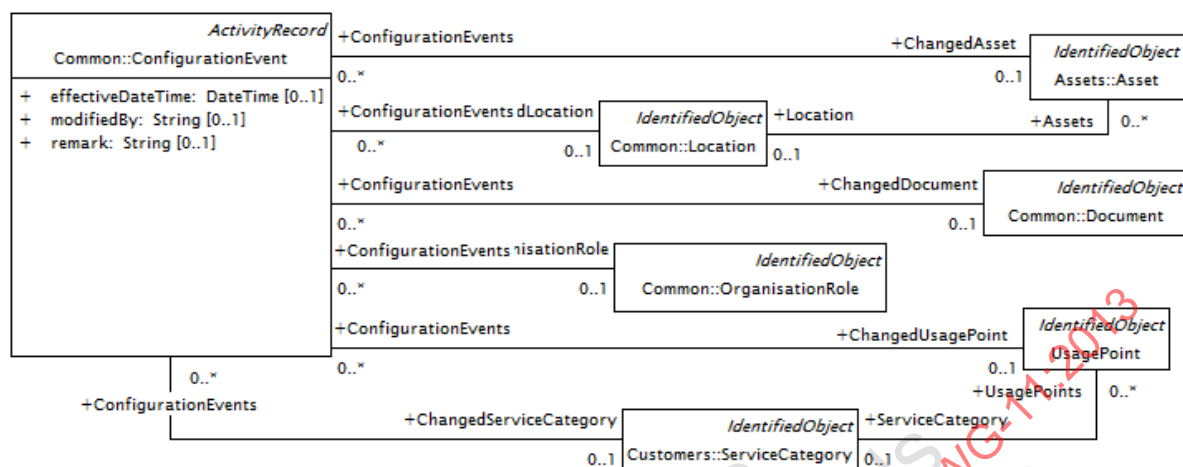 ActivityRecord
Common::ConfigurationEvent
+ effectiveDateTime: DateTime [0..1]
+ modifiedBy: String [0..1]
+ remark: String [0..1]
+ConfigurationEvents
0..*
+ChangedAsset
0..1
IdentifiedObject
Assets::Asset
+ConfigurationEvents
0..*
dLocation
0..1
IdentifiedObject
Common::Location
+Location
0..1
+Assets
0..*
+ConfigurationEvents
0..*
+ChangedDocument
0..1
IdentifiedObject
Common::Document
+ConfigurationEvents
0..*
nisationRole
0..1
IdentifiedObject
Common::OrganisationRole
+ConfigurationEvents
0..*
+ChangedUsagePoint
0..1
IdentifiedObject
UsagePoint
+UsagePoints
0..*
0..*
+ConfigurationEvents
+ChangedServiceCategory
0..1
IdentifiedObject
Customers::ServiceCategory
+ServiceCategory
0..1
WG-11:2013